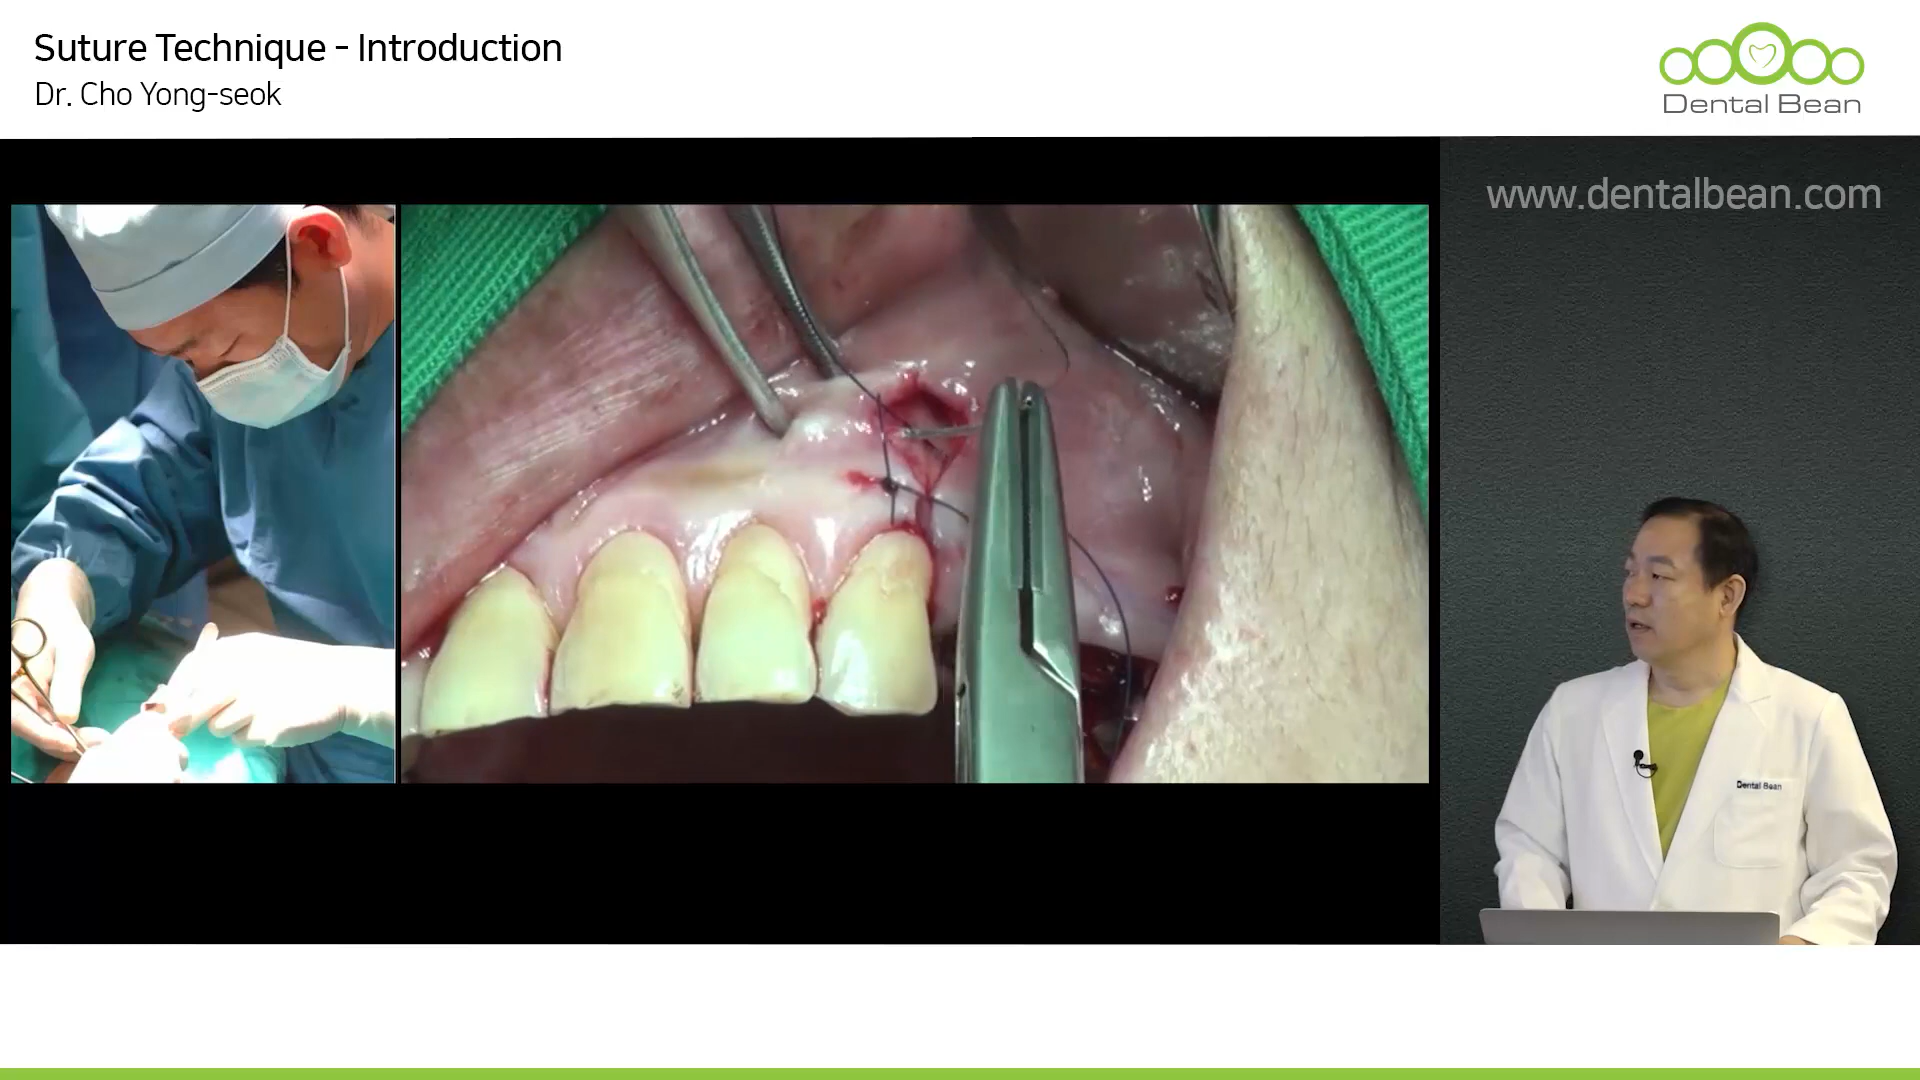 Suture Technique - Introduction
Dr. Cho Yong-seok
Dental Bean
www.dentalbean.com
Dental Bean